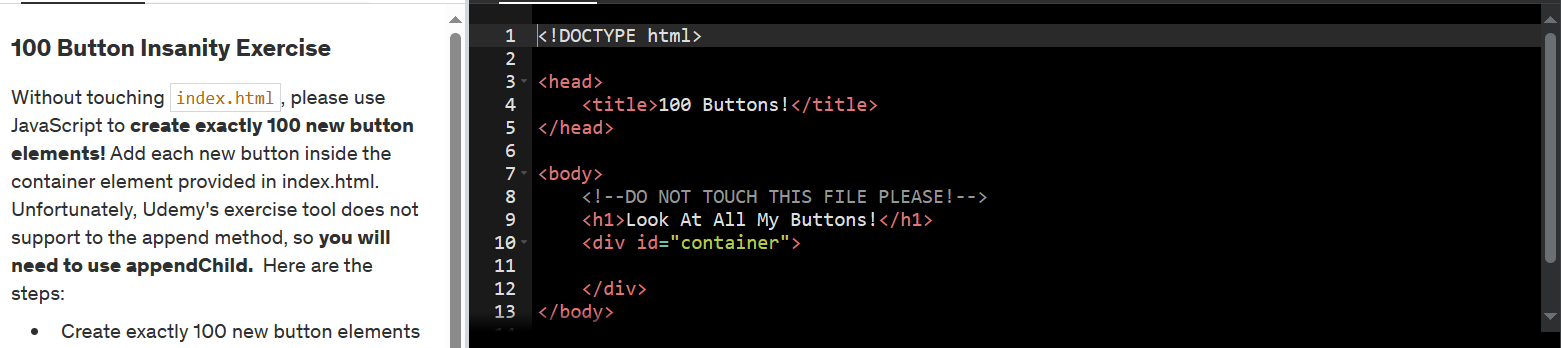 100 Button Insanity Exercise
Without touching index.html, please use
JavaScript to create exactly 100 new button
elements! Add each new button inside the
container element provided in index.html.
Unfortunately, Udemy's exercise tool does not
support to the append method, so you will
need to use appendChild.  Here are the
steps:
• Create exactly 100 new button elements
1 <!DOCTYPE html>
2
3 <head>
4     <title>100 Buttons!</title>
5 </head>
6
7 <body>
8     <!--DO NOT TOUCH THIS FILE PLEASE!-->
9     <h1>Look At All My Buttons!</h1>
10     <div id="container">
11
12     </div>
13 </body>